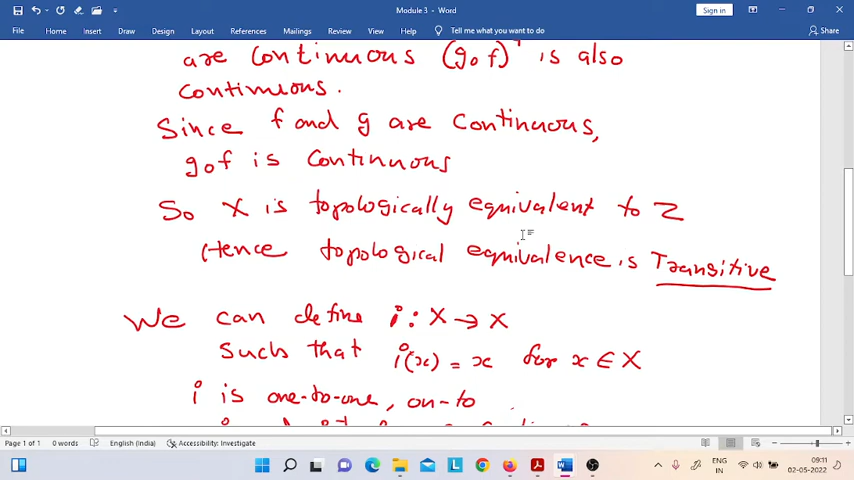 Module 3 - Word
Sign in
File Home Insert Draw Design Layout References Mailings Review View Help Tell me what you want to do
are continuous (gof)⁻¹ is also
continuous.
Since f and g are continuous,
gof is continuous
So X is topologically equivalent to Z
Hence topological equivalence is Transitive
We can define i : X → X
Such that i(x) = x for x ∈ X
i is one-to-one, on-to
Page 1 of 1 0 words English (India) Accessibility: Investigate
ENG IN 09:11 02-05-2022